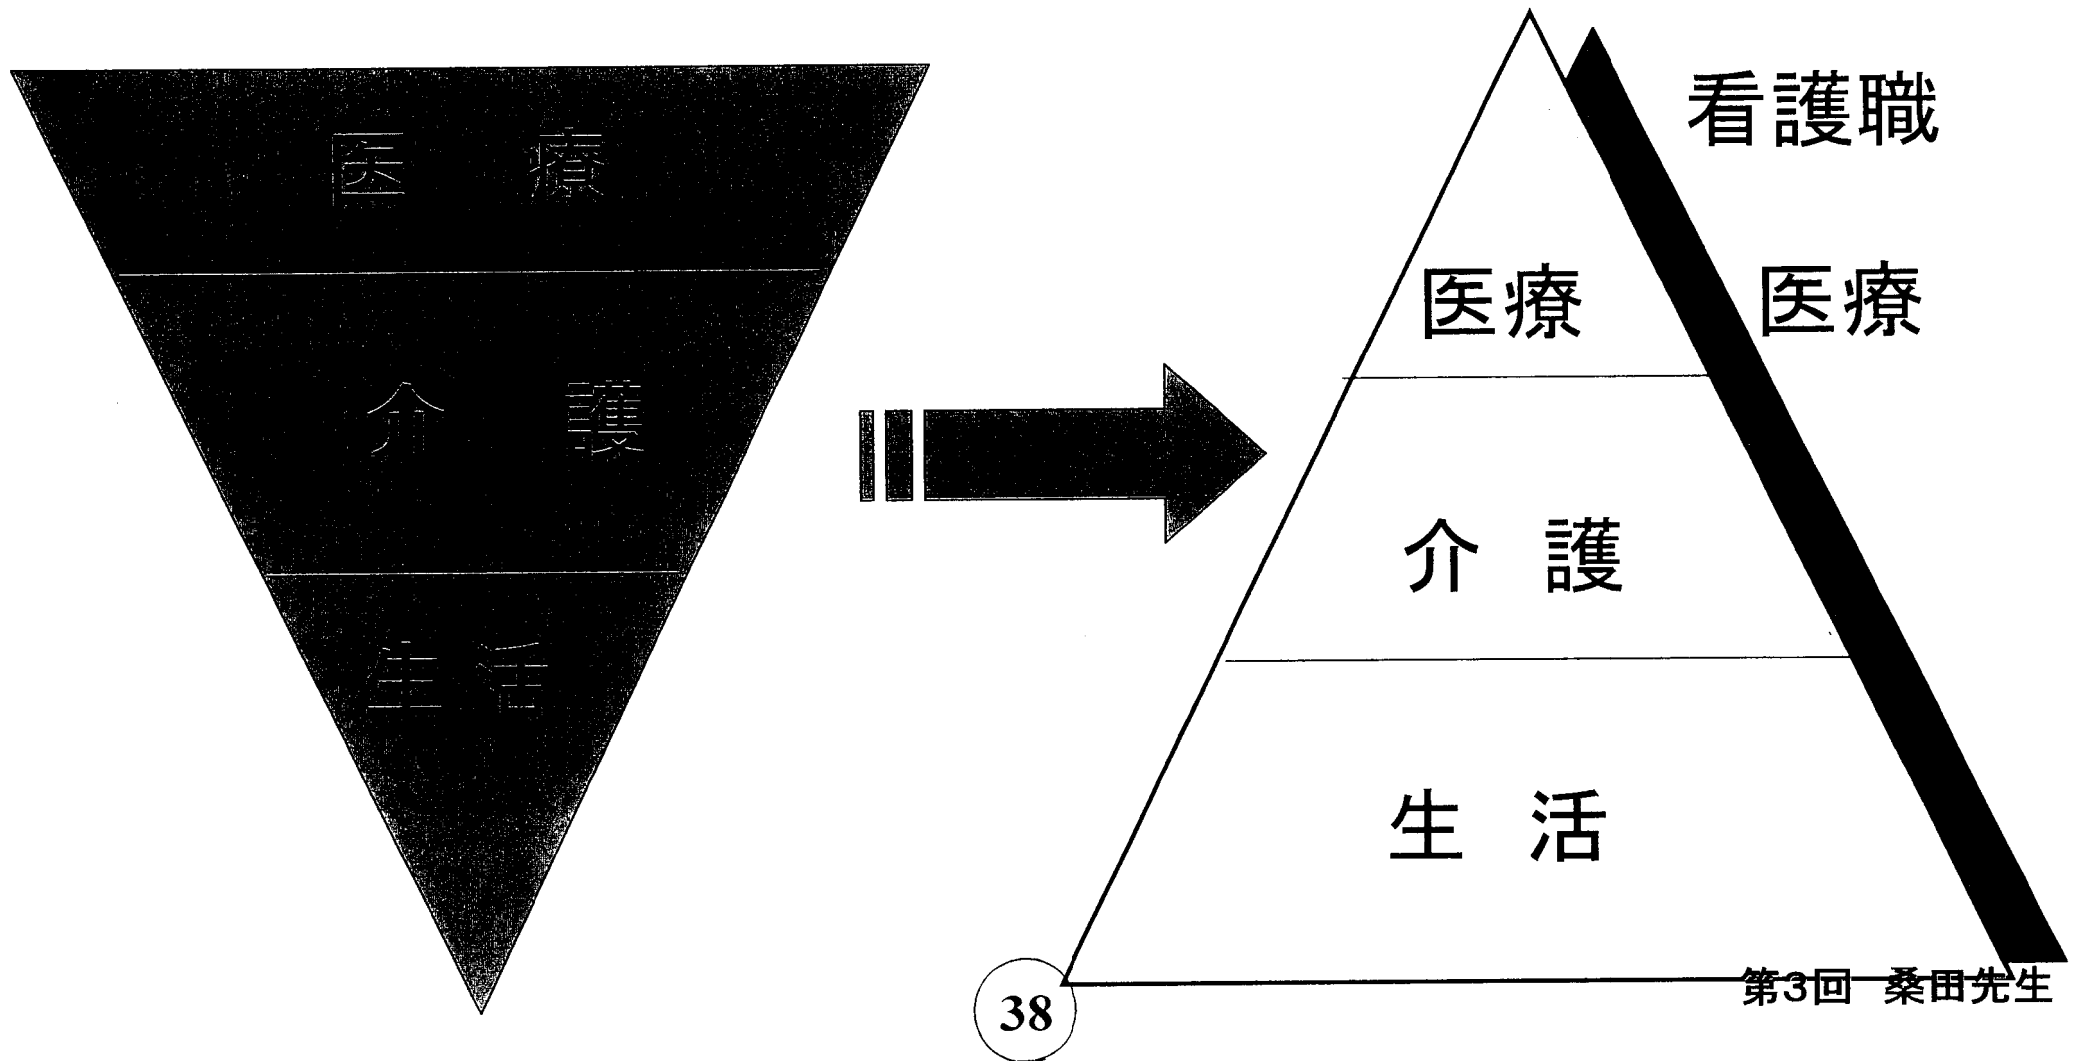 医 療
介 護
生 活
看護職
医療 医療
介 護
生 活
38
第3回 桑田先生